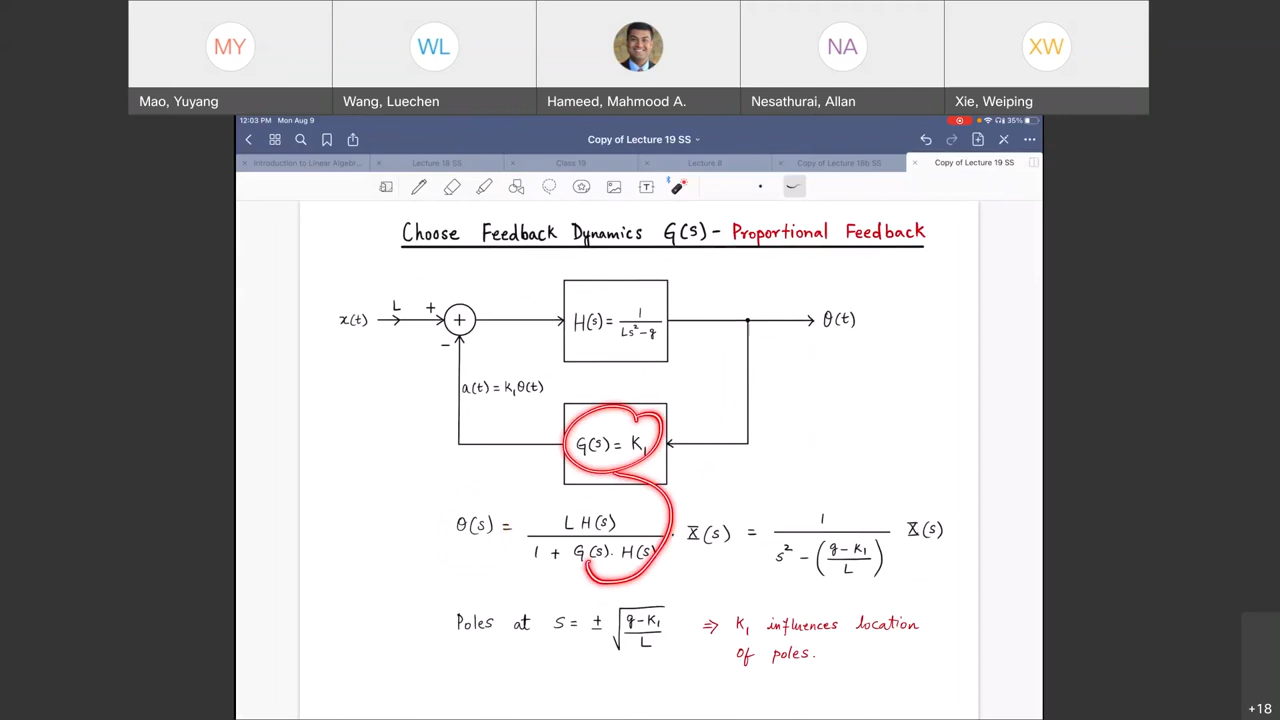 MY
WL
NA
XW
Mao, Yuyang
Wang, Luechen
Hameed, Mahmood A.
Nesathurai, Allan
Xie, Weiping
12:03 PM Mon Aug 9
35%
Copy of Lecture 19 SS
Introduction to Linear Algebr...
Lecture 18 SS
Class 19
Lecture 8
Copy of Lecture 18b SS
Copy of Lecture 19 SS
Choose Feedback Dynamics G(s) - Proportional Feedback
x(t) L + + H(s) = 1 / (Ls² - g) θ(t)
-
a(t) = K₁θ(t)
G(s) = K₁
θ(s) = L H(s) / (1 + G(s). H(s)) . X(s) = 1 / (s² - ((g-K₁)/L)) X(s)
Poles at S = ± √((g-K₁)/L) ⇒ K₁ influences location
of poles.
+18